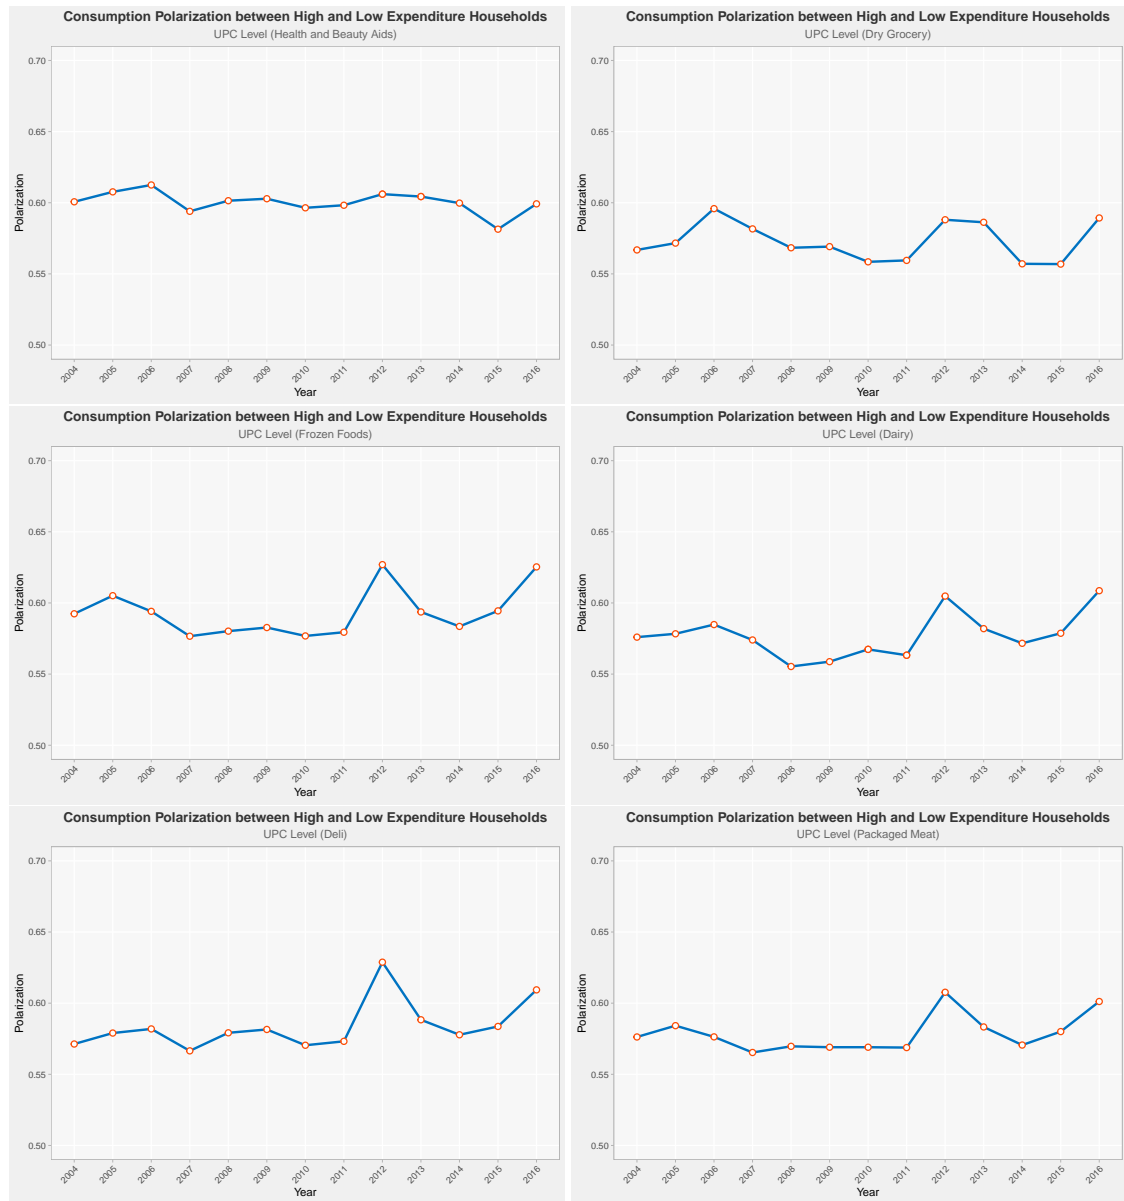 Consumption Polarization between High and Low Expenditure Households
UPC Level (Health and Beauty Aids)
Polarization
0.70
0.65
0.60
0.55
0.50
2004 2005 2006 2007 2008 2009 2010 2011 2012 2013 2014 2015 2016
Year
Consumption Polarization between High and Low Expenditure Households
UPC Level (Dry Grocery)
Polarization
0.70
0.65
0.60
0.55
0.50
2004 2005 2006 2007 2008 2009 2010 2011 2012 2013 2014 2015 2016
Year
Consumption Polarization between High and Low Expenditure Households
UPC Level (Frozen Foods)
Polarization
0.70
0.65
0.60
0.55
0.50
2004 2005 2006 2007 2008 2009 2010 2011 2012 2013 2014 2015 2016
Year
Consumption Polarization between High and Low Expenditure Households
UPC Level (Dairy)
Polarization
0.70
0.65
0.60
0.55
0.50
2004 2005 2006 2007 2008 2009 2010 2011 2012 2013 2014 2015 2016
Year
Consumption Polarization between High and Low Expenditure Households
UPC Level (Deli)
Polarization
0.70
0.65
0.60
0.55
0.50
2004 2005 2006 2007 2008 2009 2010 2011 2012 2013 2014 2015 2016
Year
Consumption Polarization between High and Low Expenditure Households
UPC Level (Packaged Meat)
Polarization
0.70
0.65
0.60
0.55
0.50
2004 2005 2006 2007 2008 2009 2010 2011 2012 2013 2014 2015 2016
Year